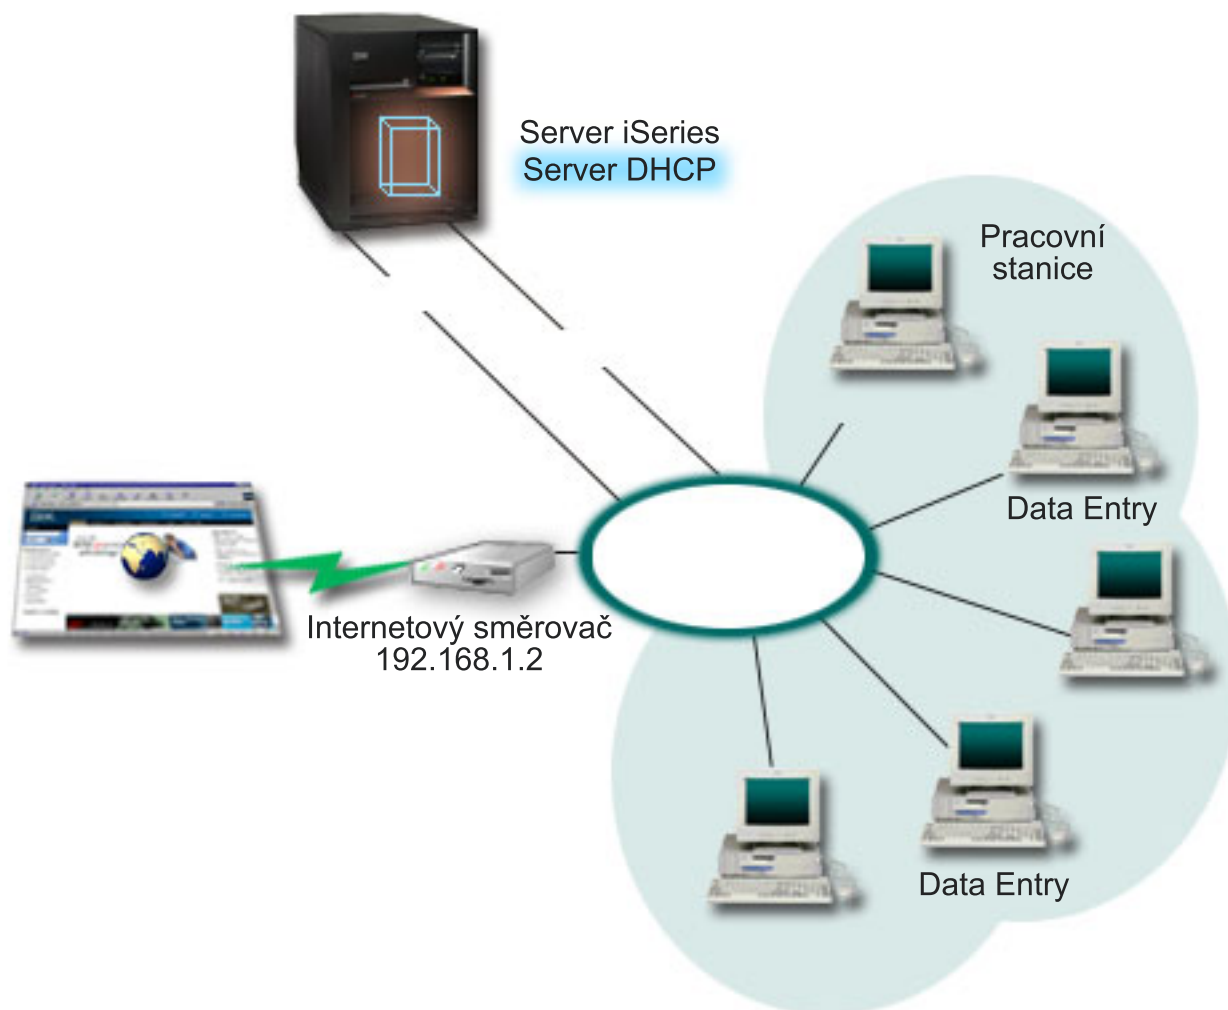 Server iSeries
Server DHCP
Pracovní
stanice
Data Entry
Internetový směrovač
192.168.1.2
Data Entry